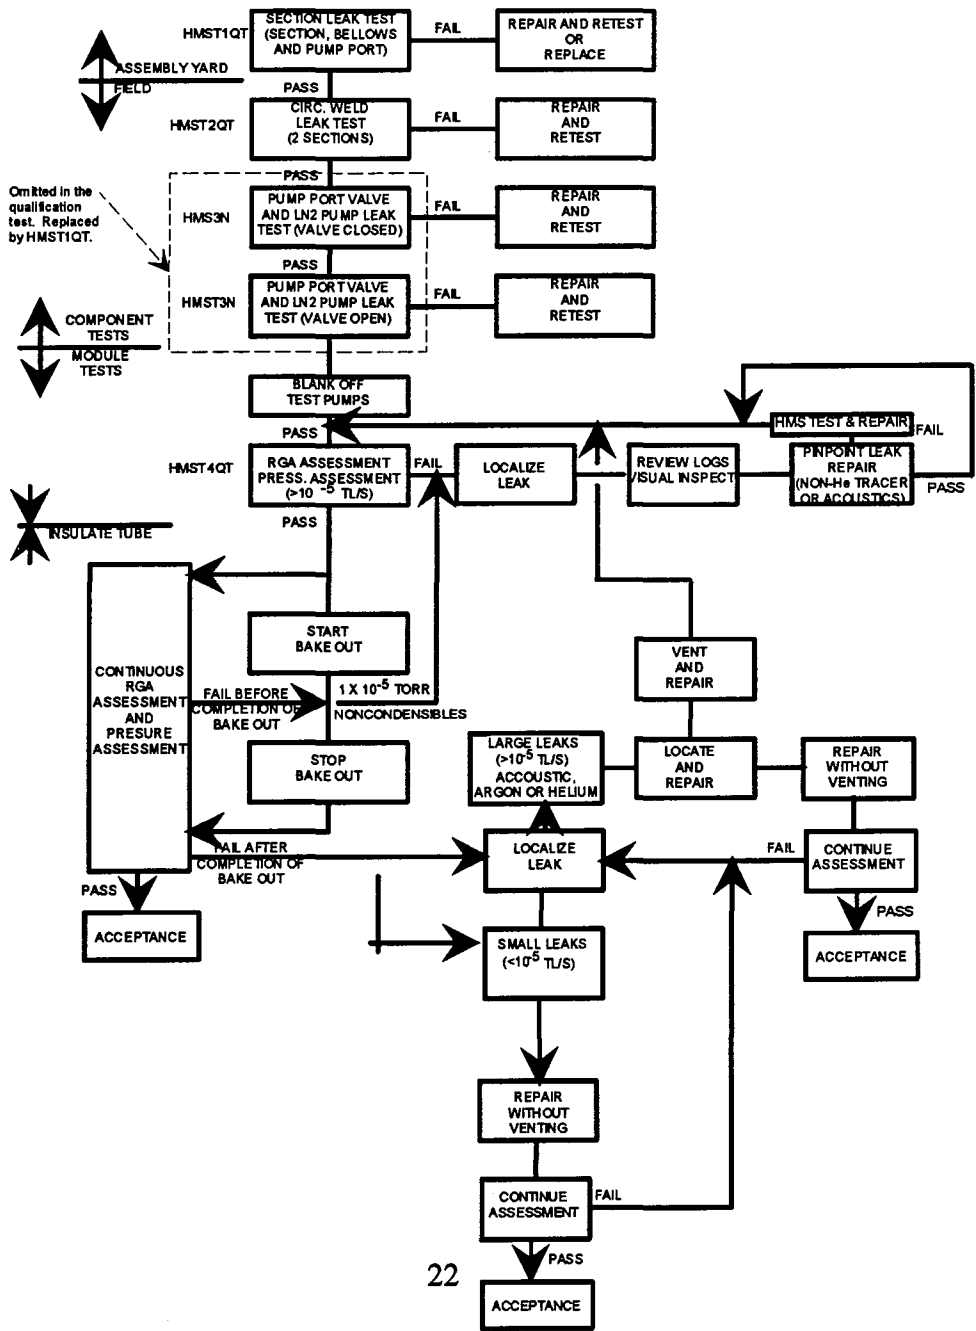 HMST1QT
SECTION LEAK TEST
(SECTION, BELLOWS
AND PUMP PORT)
FAIL
REPAIR AND RETEST
OR
REPLACE
ASSEMBLY YARD
FIELD
PASS
HMST2QT
CIRC. WELD
LEAK TEST
(2 SECTIONS)
FAIL
REPAIR
AND
RETEST
PASS
Omitted in the
qualification
test. Replaced
by HMST1QT.
HMS3N
PUMP PORT VALVE
AND LN2 PUMP LEAK
TEST (VALVE CLOSED)
FAIL
REPAIR
AND
RETEST
PASS
HMST3N
PUMP PORT VALVE
AND LN2 PUMP LEAK
TEST (VALVE OPEN)
FAIL
REPAIR
AND
RETEST
COMPONENT
TESTS
MODULE
TESTS
BLANK OFF
TEST PUMPS
PASS
HMST4QT
RGA ASSESSMENT
PRESS. ASSESSMENT
(>10⁻⁵ TL/S)
FAIL
LOCALIZE
LEAK
REVIEW LOGS
VISUAL INSPECT
HMS TEST & REPAIR
FAIL
PINPOINT LEAK
REPAIR
(NON-He TRACER
OR ACOUSTICS)
PASS
PASS
INSULATE TUBE
START
BAKE OUT
CONTINUOUS
RGA
ASSESSMENT
AND
PRESURE
ASSESSMENT
FAIL BEFORE
COMPLETION OF
BAKE OUT
1 X 10⁻⁵ TORR
NONCONDENSIBLES
STOP
BAKE OUT
VENT
AND
REPAIR
LARGE LEAKS
(>10⁻⁵ TL/S)
ACCOUSTIC,
ARGON OR HELIUM
LOCATE
AND
REPAIR
REPAIR
WITHOUT
VENTING
FAIL AFTER
COMPLETION OF
BAKE OUT
LOCALIZE
LEAK
FAIL
CONTINUE
ASSESSMENT
PASS
ACCEPTANCE
PASS
ACCEPTANCE
SMALL LEAKS
(<10⁻⁵ TL/S)
REPAIR
WITHOUT
VENTING
CONTINUE
ASSESSMENT
FAIL
PASS
22
ACCEPTANCE